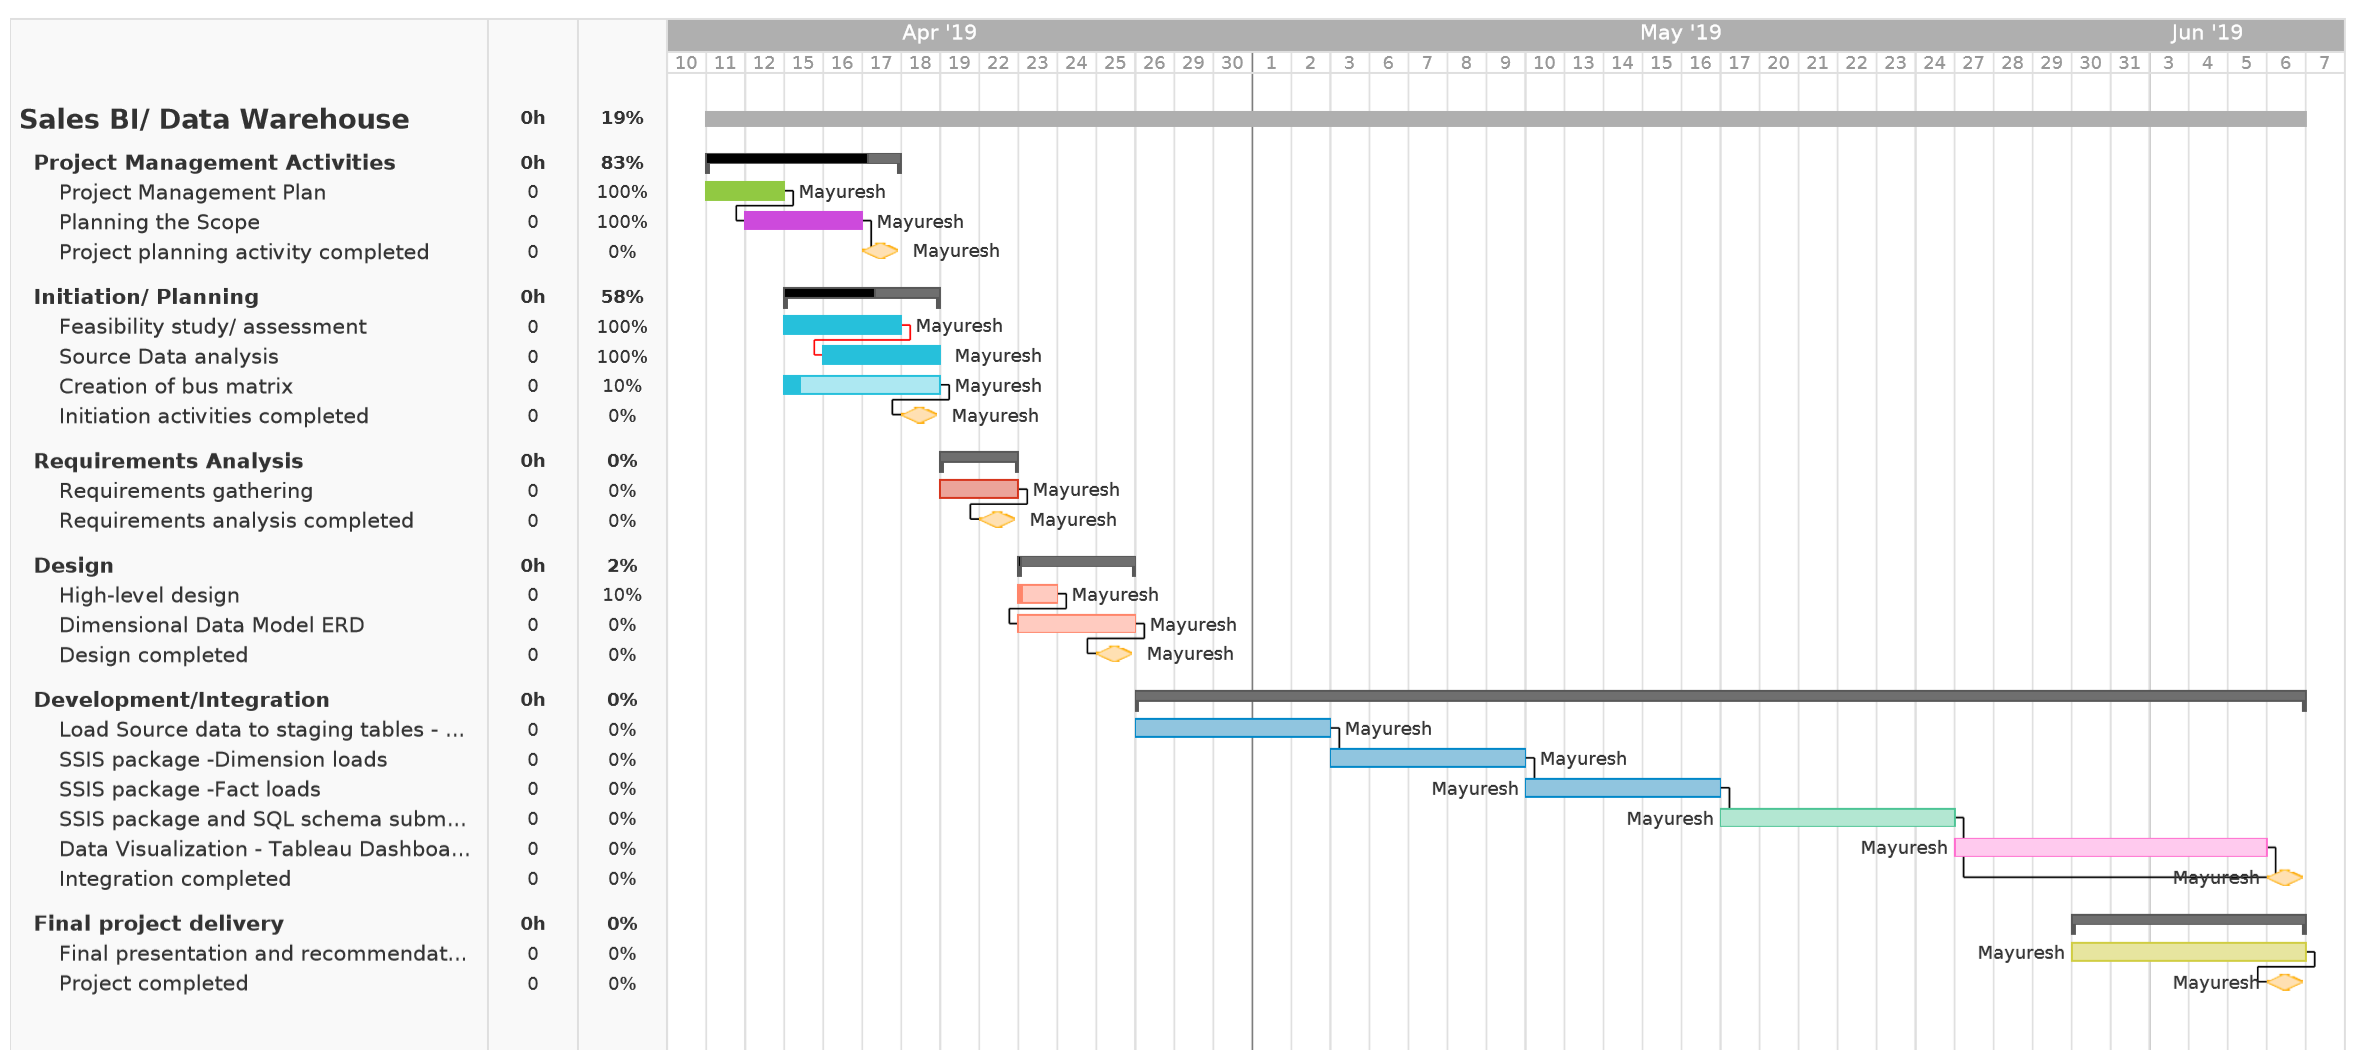 Apr '19 May '19 Jun '19
10 11 12 15 16 17 18 19 22 23 24 25 26 29 30 1 2 3 6 7 8 9 10 13 14 15 16 17 20 21 22 23 24 27 28 29 30 31 3 4 5 6 7
Sales BI/ Data Warehouse 0h 19%
Project Management Activities 0h 83%
Project Management Plan 0 100% Mayuresh
Planning the Scope 0 100% Mayuresh
Project planning activity completed 0 0% Mayuresh
Initiation/ Planning 0h 58%
Feasibility study/ assessment 0 100% Mayuresh
Source Data analysis 0 100% Mayuresh
Creation of bus matrix 0 10% Mayuresh
Initiation activities completed 0 0% Mayuresh
Requirements Analysis 0h 0%
Requirements gathering 0 0% Mayuresh
Requirements analysis completed 0 0% Mayuresh
Design 0h 2%
High-level design 0 10% Mayuresh
Dimensional Data Model ERD 0 0% Mayuresh
Design completed 0 0% Mayuresh
Development/Integration 0h 0%
Load Source data to staging tables - ... 0 0% Mayuresh
SSIS package -Dimension loads 0 0% Mayuresh
SSIS package -Fact loads 0 0% Mayuresh
SSIS package and SQL schema subm... 0 0% Mayuresh
Data Visualization - Tableau Dashboa... 0 0% Mayuresh
Integration completed 0 0% Mayuresh
Final project delivery 0h 0%
Final presentation and recommendat... 0 0% Mayuresh
Project completed 0 0% Mayuresh